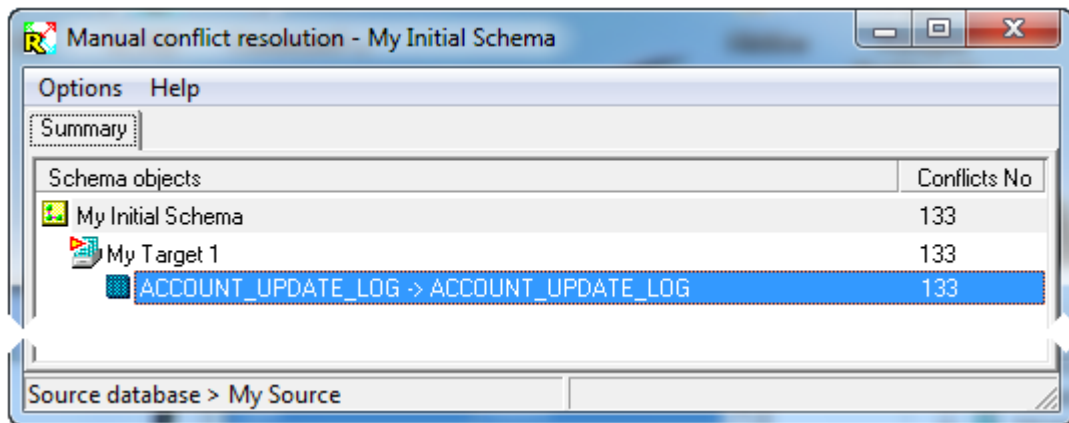 Manual conflict resolution - My Initial Schema
Options Help
Summary
Schema objects Conflicts No
My Initial Schema 133
My Target 1 133
ACCOUNT_UPDATE_LOG -> ACCOUNT_UPDATE_LOG 133
Source database > My Source